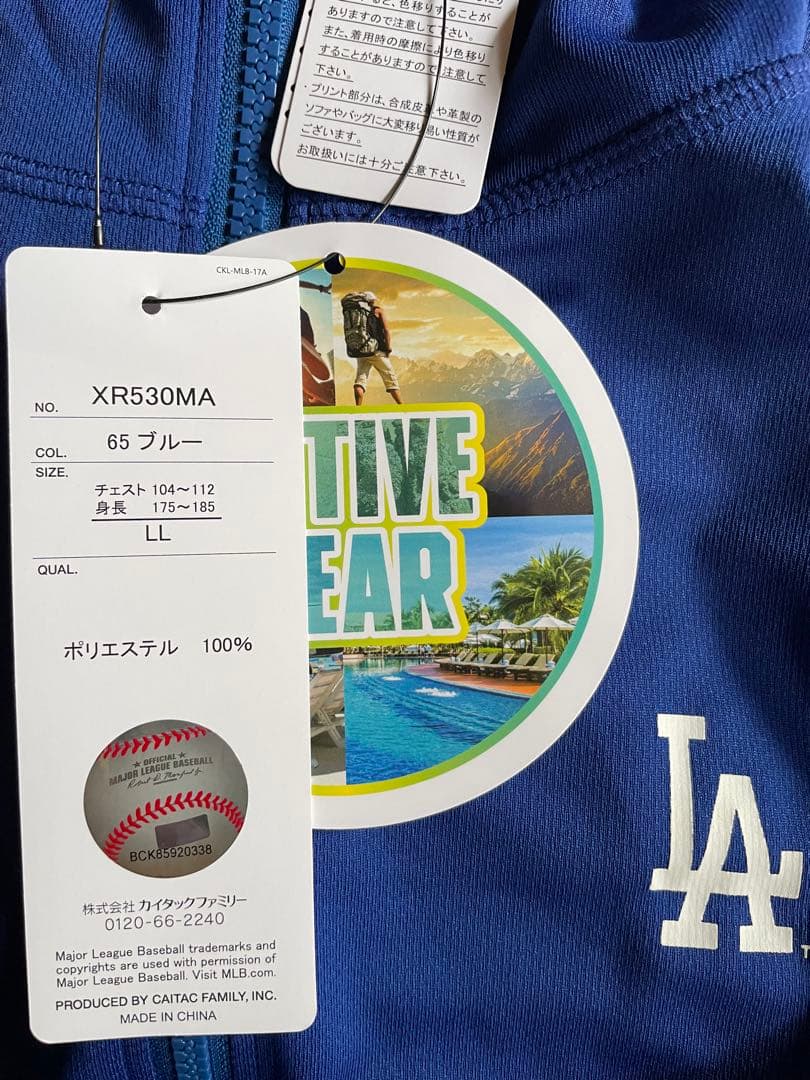 ますので注意して下さい。
また、着用時の摩擦により色移り
することがありますので、注意して
下さい。
・プリント部分は、合成皮革や革製の
ソファやバッグに大変移り易い性質が
ございます。
お取扱いには十分ご注意下さい。
CKL-MLB-17A
NO. XR530MA
COL. 65 ブルー
SIZE.
チェスト 104～112
身長 175～185
LL
QUAL.
ポリエステル 100%
TIVE
EAR
★ OFFICIAL ★
MAJOR LEAGUE BASEBALL
BCK85920338
株式会社 カイタックファミリー
0120-66-2240
Major League Baseball trademarks and
copyrights are used with permission of
Major League Baseball. Visit MLB.com.
PRODUCED BY CAITAC FAMILY, INC.
MADE IN CHINA
LA